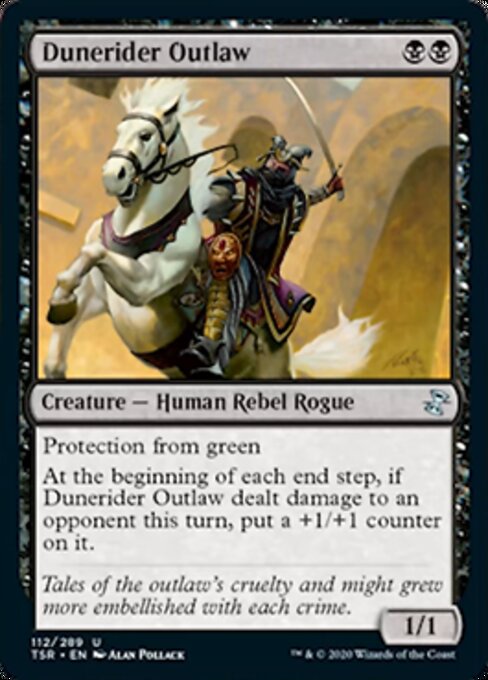 Dunerider Outlaw
Creature — Human Rebel Rogue
Protection from green
At the beginning of each end step, if
Dunerider Outlaw dealt damage to an
opponent this turn, put a +1/+1 counter
on it.
Tales of the outlaw's cruelty and might grew
more embellished with each crime.
1/1
112/289 U
TSR • EN Alan Pollack
™ & © 2020 Wizards of the Coast